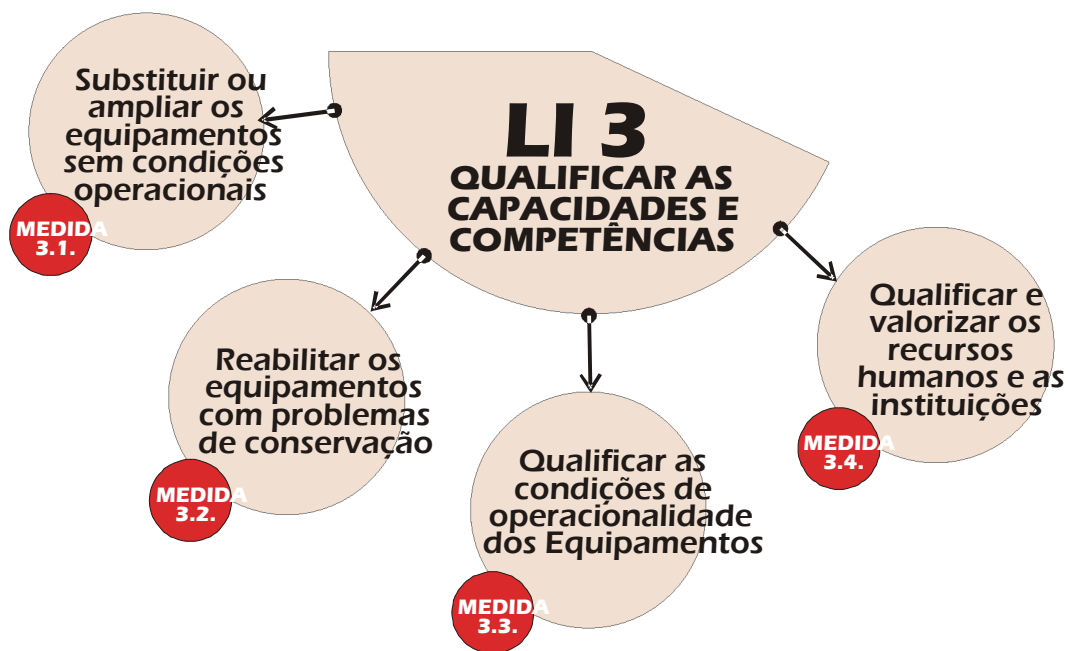 LI 3
QUALIFICAR AS
CAPACIDADES E
COMPETÊNCIAS
Substituir ou
ampliar os
equipamentos
sem condições
operacionais
MEDIDA
3.1.
Reabilitar os
equipamentos
com problemas
de conservação
MEDIDA
3.2.
Qualificar as
condições de
operacionalidade
dos Equipamentos
MEDIDA
3.3.
Qualificar e
valorizar os
recursos
humanos e as
instituições
MEDIDA
3.4.